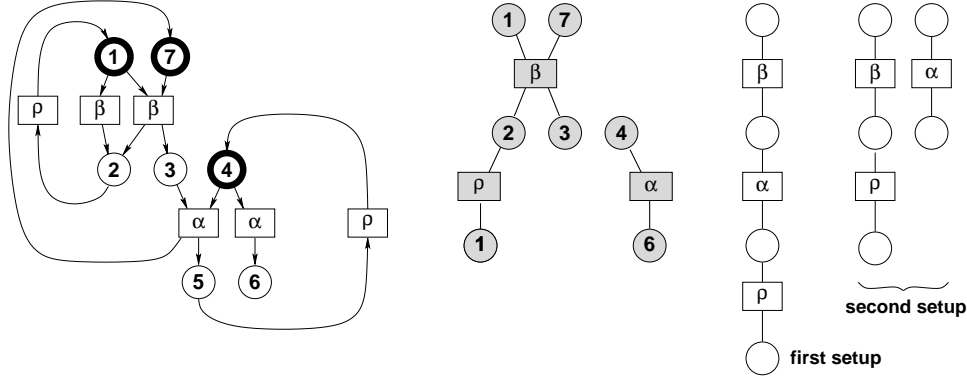 1 7
ρ β β
2 3 4
α α ρ
5 6
1 7
β
2 3 4
ρ α
1 6
β
α
ρ
first setup
β α
ρ
second setup